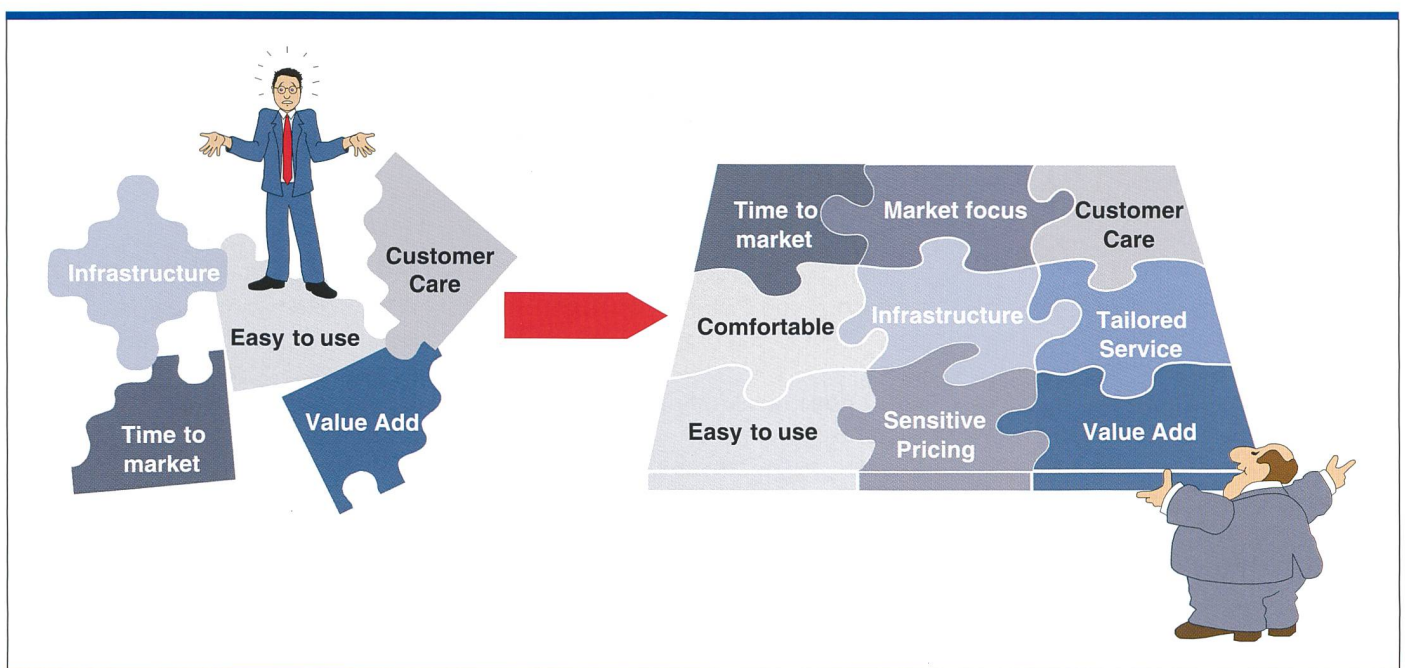 Infrastructure
Customer
Care
Easy to use
Time to
market
Value Add
Time to
market
Market focus
Customer
Care
Comfortable
Infrastructure
Tailored
Service
Easy to use
Sensitive
Pricing
Value Add